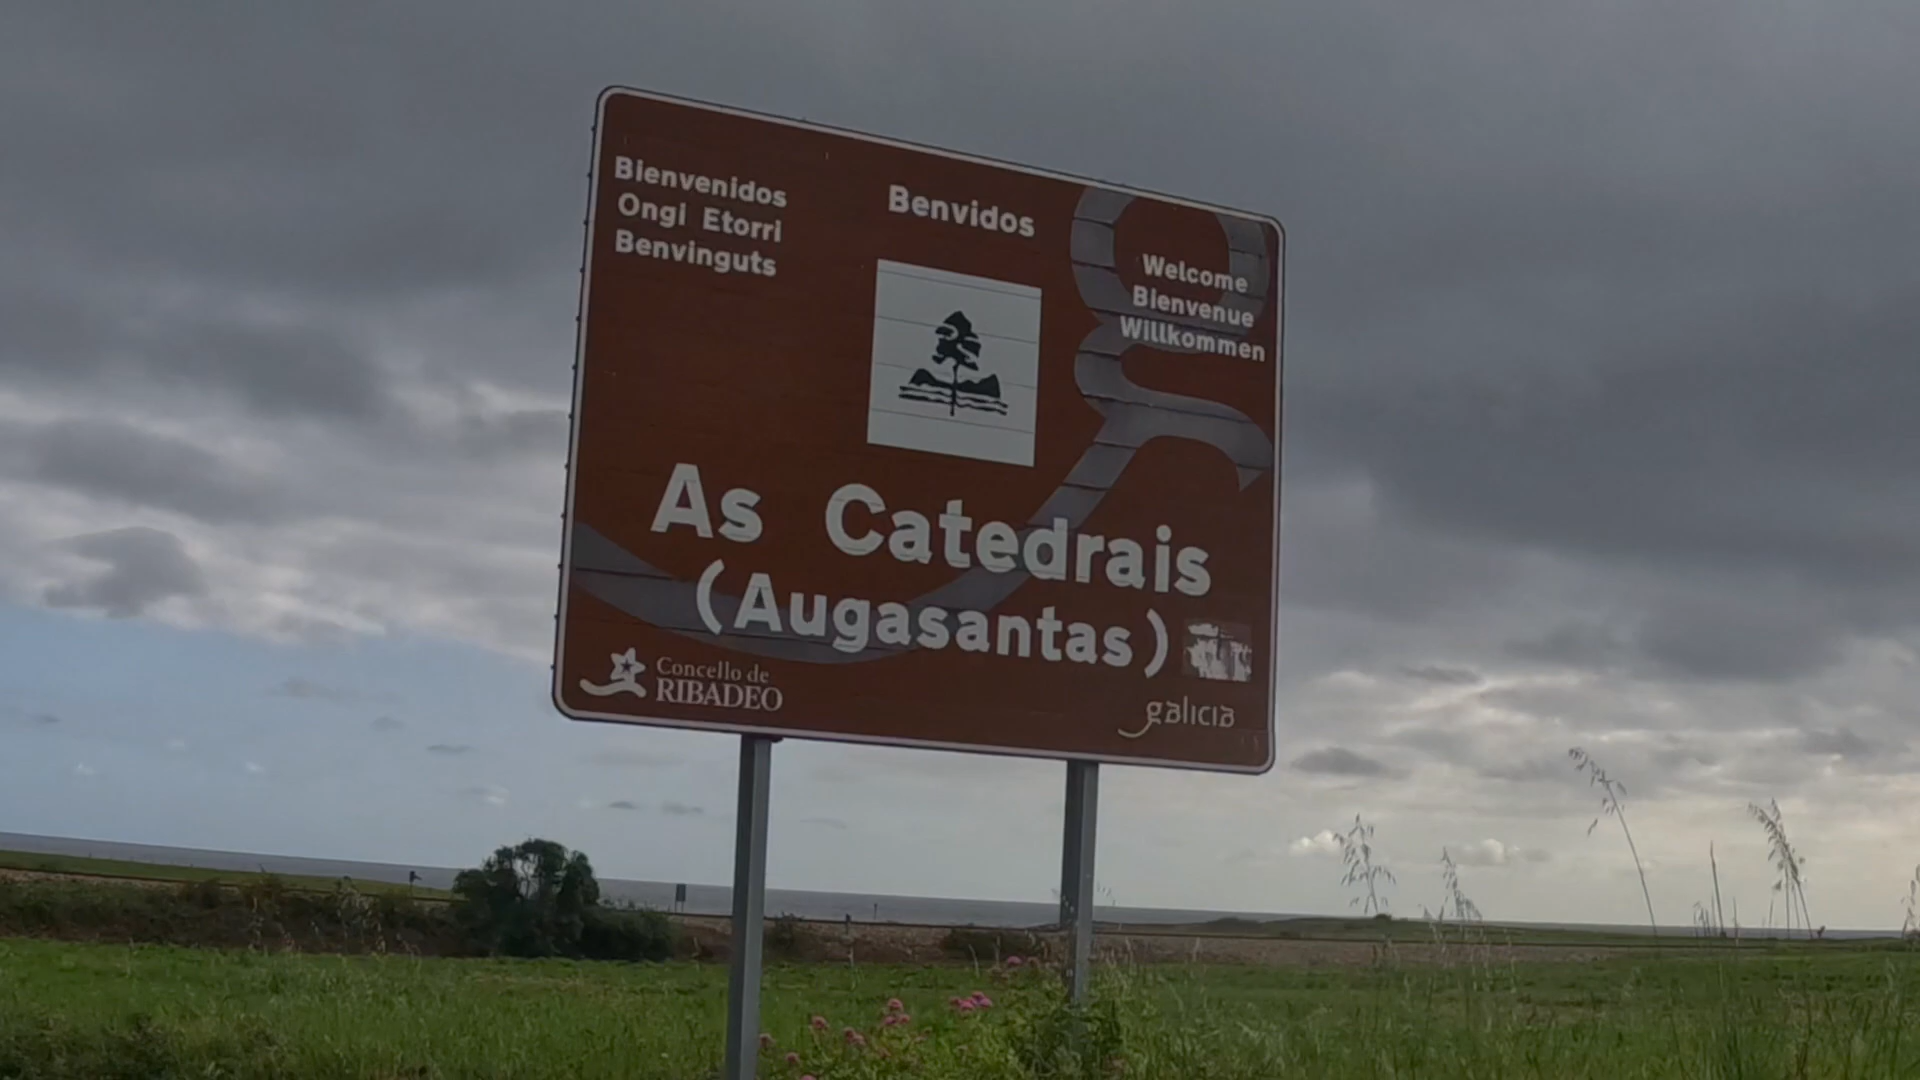 Bienvenidos
Ongi Etorri
Benvinguts
Benvidos
Welcome
Bienvenue
Willkommen
As Catedrais
(Augasantas)
Concello de
RIBADEO
galicia